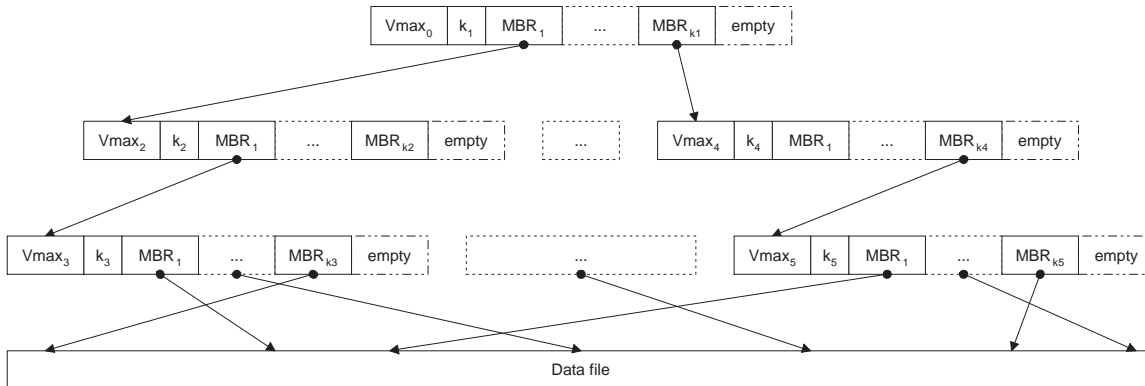 Vmax₀ k₁ MBR₁ ... MBRₖ₁ empty
Vmax₂ k₂ MBR₁ ... MBRₖ₂ empty ... Vmax₄ k₄ MBR₁ ... MBRₖ₄ empty
Vmax₃ k₃ MBR₁ ... MBRₖ₃ empty ... Vmax₅ k₅ MBR₁ ... MBRₖ₅ empty
Data file